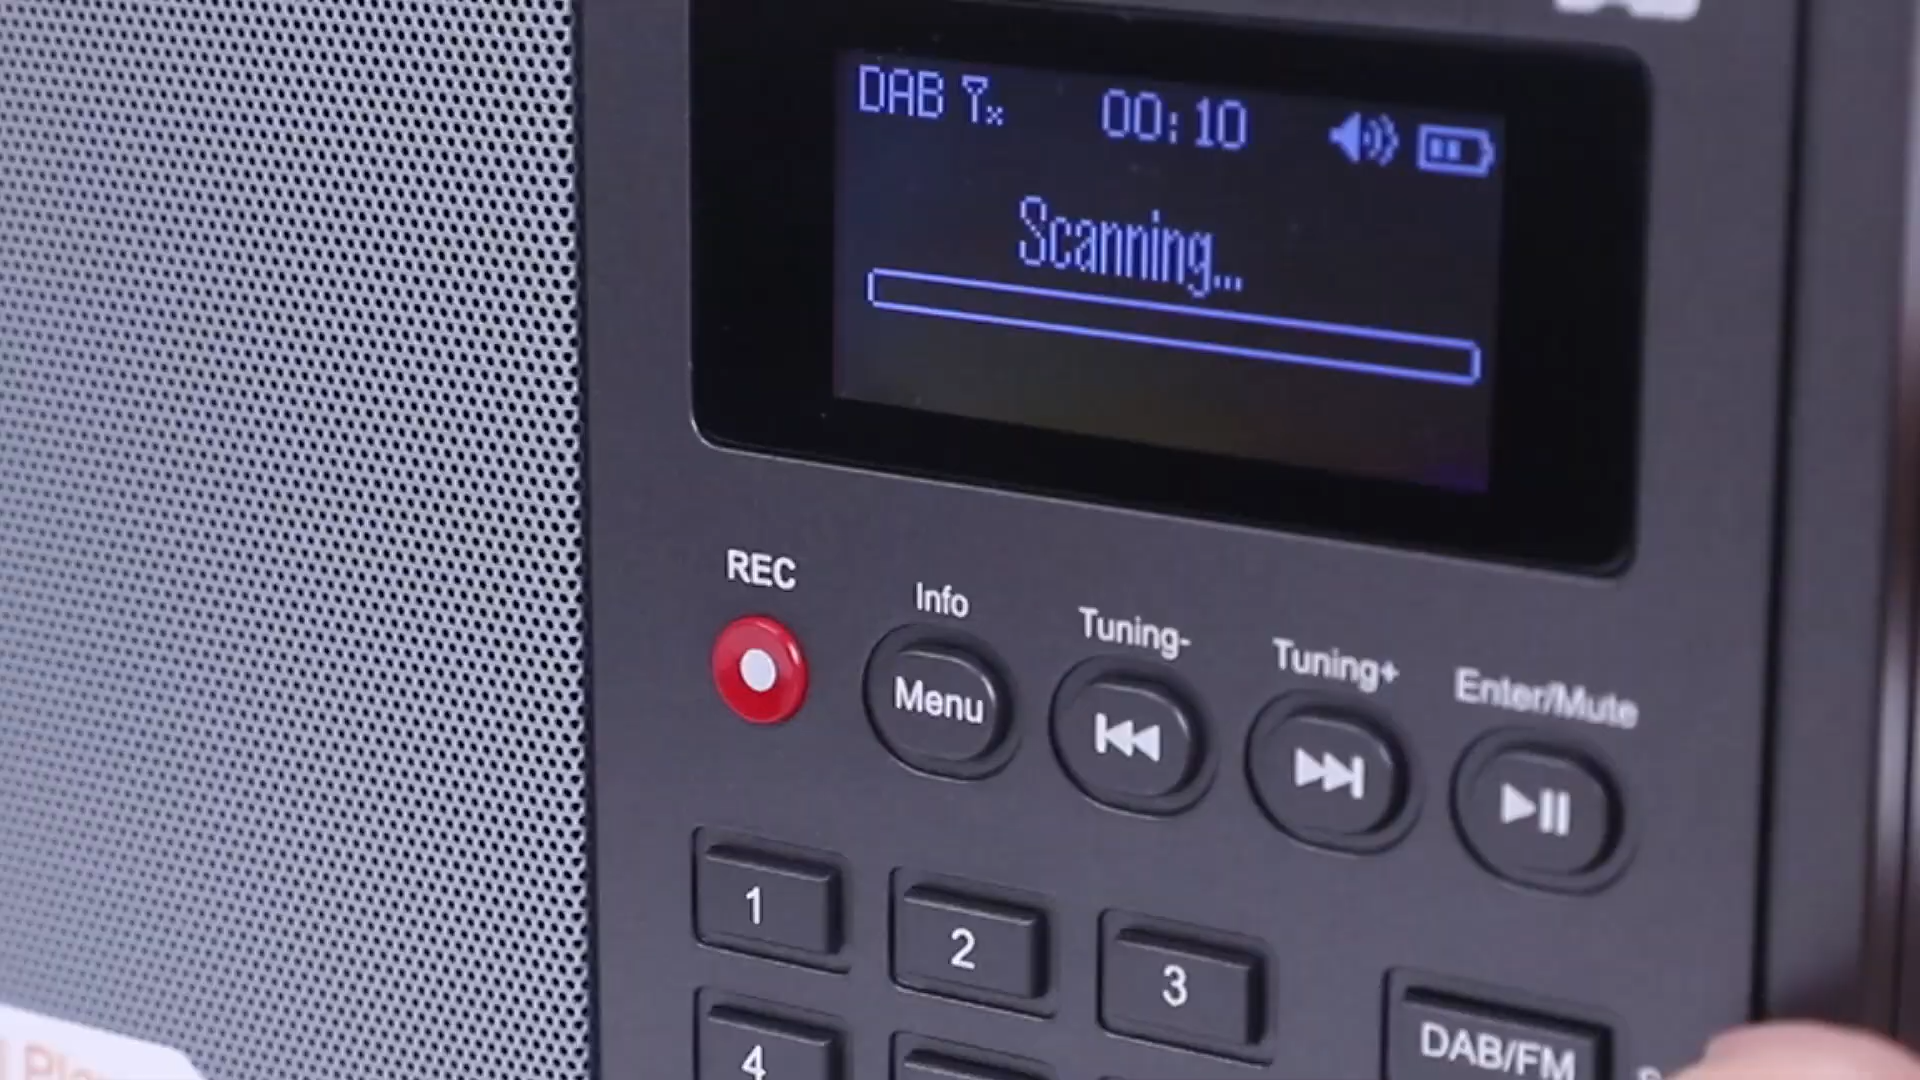 DAB 00:10
Scanning...
REC
Info
Tuning-
Tuning+
Enter/Mute
Menu
1
2
3
4
DAB/FM